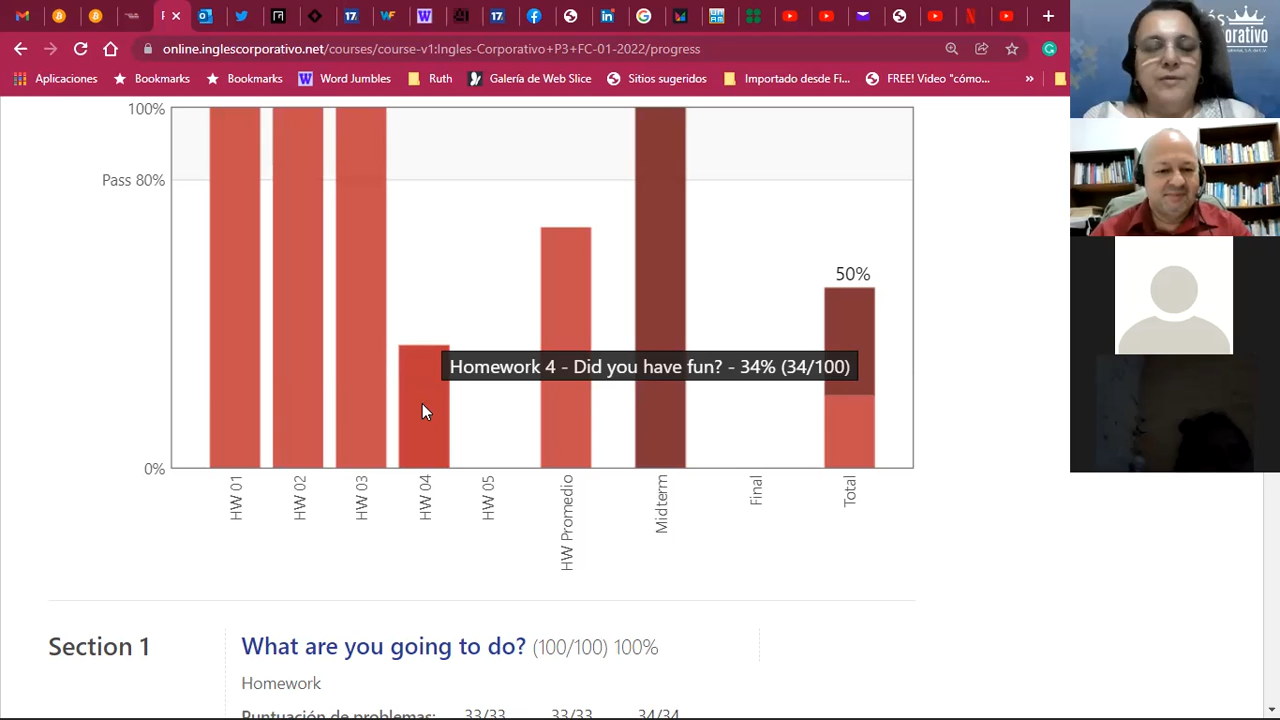 online.inglescorporativo.net/courses/course-v1:Ingles-Corporativo+P3+FC-01-2022/progress
Aplicaciones
Bookmarks
Bookmarks
Word Jumbles
Ruth
Galería de Web Slice
Sitios sugeridos
Importado desde Fi...
FREE! Video "cómo...
»
orativo
100%
Pass 80%
0%
50%
Homework 4 - Did you have fun? - 34% (34/100)
HW 01
HW 02
HW 03
HW 04
HW 05
HW Promedio
Midterm
Final
Total
Section 1
What are you going to do? (100/100) 100%
Homework
Puntuación de problemas: 33/33 33/33 34/34